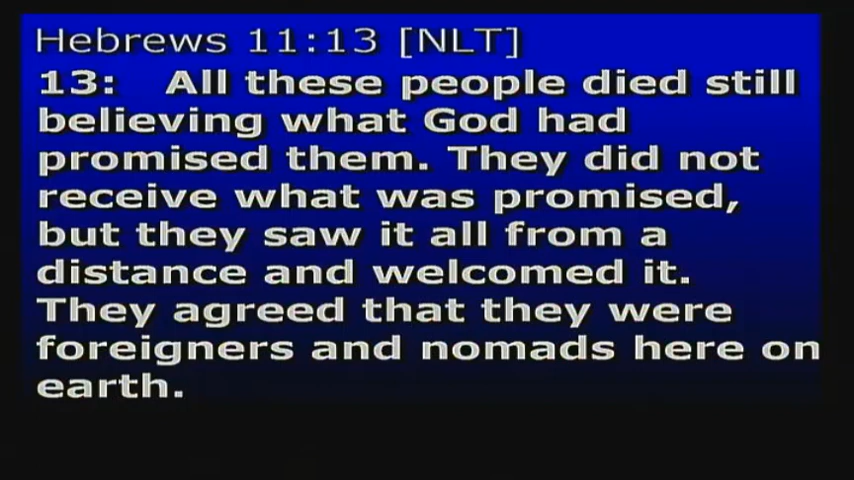 Hebrews 11:13 [NLT]
13: All these people died still
believing what God had
promised them. They did not
receive what was promised,
but they saw it all from a
distance and welcomed it.
They agreed that they were
foreigners and nomads here on
earth.